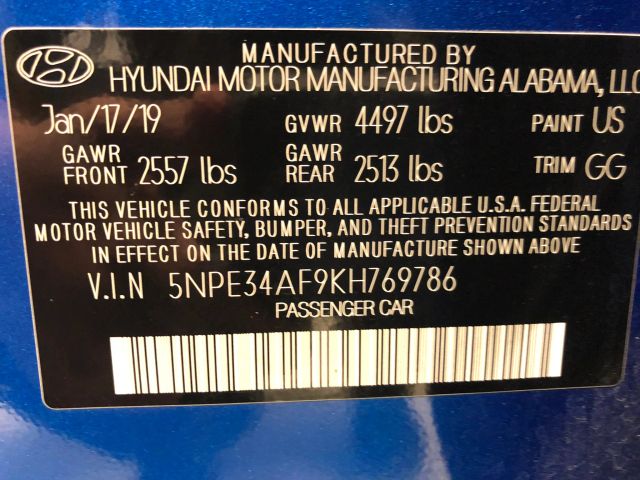 MANUFACTURED BY
HYUNDAI MOTOR MANUFACTURING ALABAMA, LLC
Jan/17/19 GVWR 4497 lbs PAINT US
GAWR FRONT 2557 lbs GAWR REAR 2513 lbs TRIM GG
THIS VEHICLE CONFORMS TO ALL APPLICABLE U.S.A. FEDERAL
MOTOR VEHICLE SAFETY, BUMPER, AND THEFT PREVENTION STANDARDS
IN EFFECT ON THE DATE OF MANUFACTURE SHOWN ABOVE
V.I.N 5NPE34AF9KH769786
PASSENGER CAR